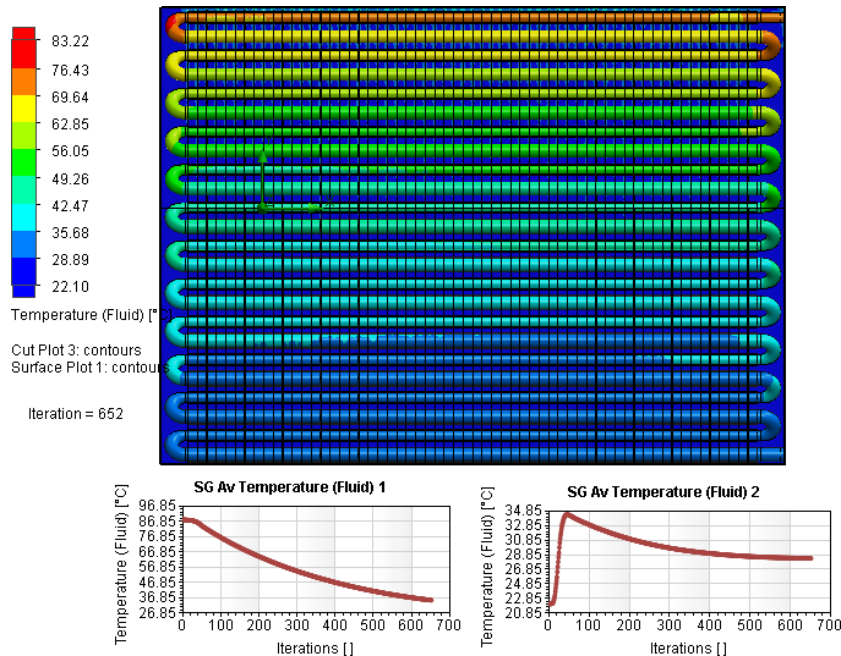 83.22
76.43
69.64
62.85
56.05
49.26
42.47
35.68
28.89
22.10
Temperature (Fluid) [°C]
Cut Plot 3: contours
Surface Plot 1: contours
Iteration = 652
SG Av Temperature (Fluid) 1
Temperature (Fluid) [°C]
96.85
86.85
76.85
66.85
56.85
46.85
36.85
26.85
0 100 200 300 400 500 600 700
Iterations [ ]
SG Av Temperature (Fluid) 2
Temperature (Fluid) [°C]
34.85
32.85
30.85
28.85
26.85
24.85
22.85
20.85
0 100 200 300 400 500 600 700
Iterations [ ]